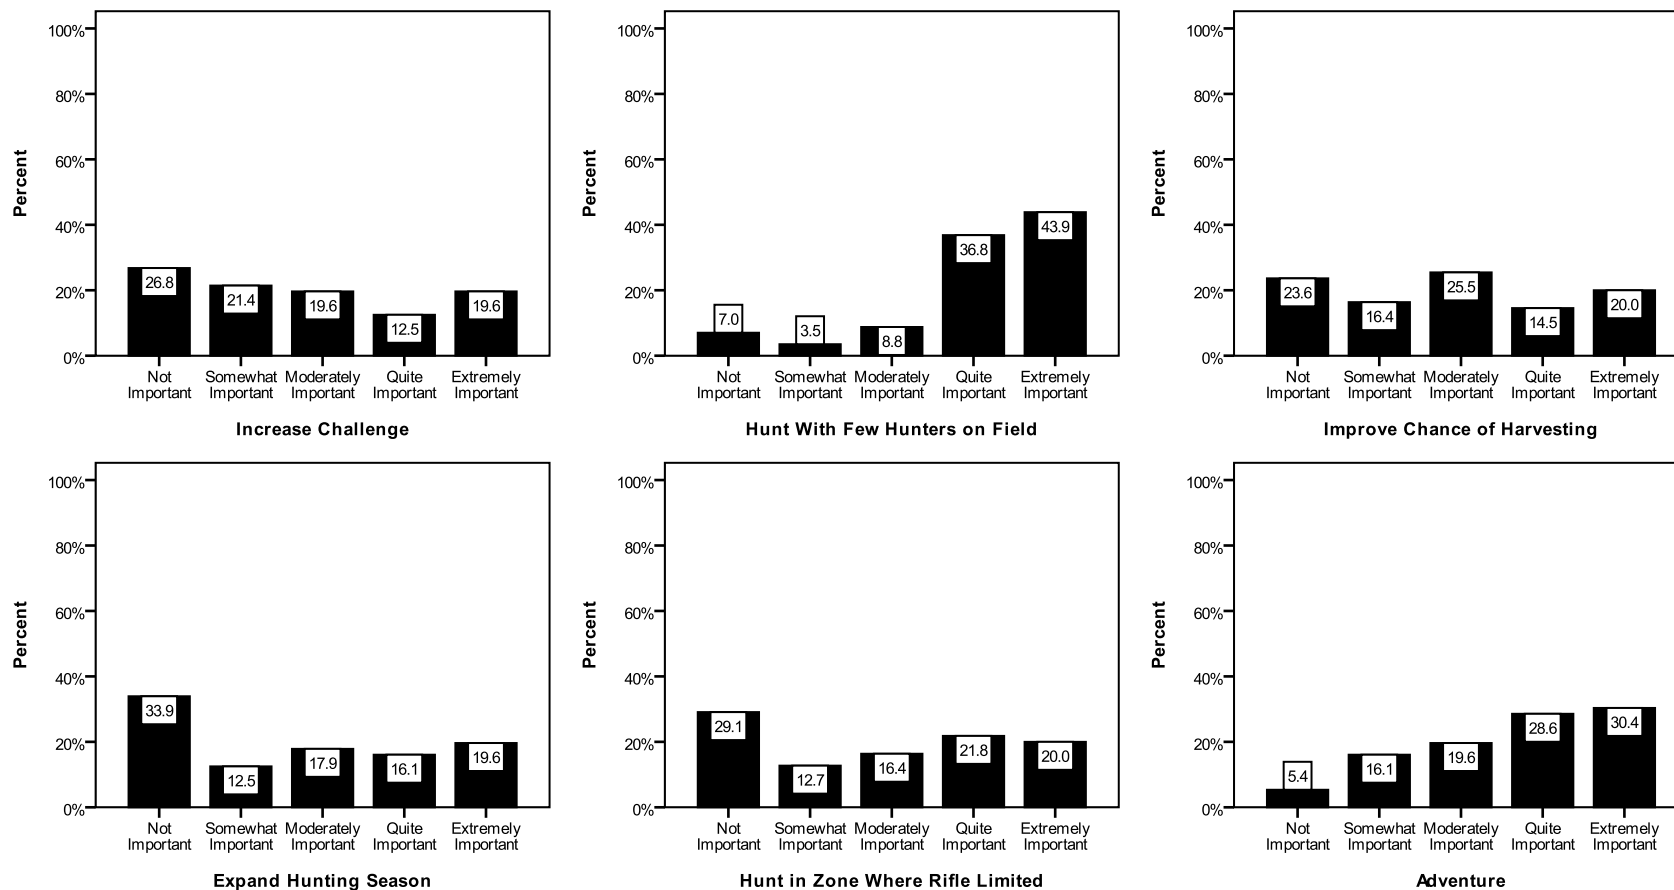 100%
80%
60%
40%
20%
0%
Percent
26.8
21.4
19.6
12.5
19.6
Not Important
Somewhat Important
Moderately Important
Quite Important
Extremely Important
Increase Challenge
100%
80%
60%
40%
20%
0%
Percent
7.0
3.5
8.8
36.8
43.9
Not Important
Somewhat Important
Moderately Important
Quite Important
Extremely Important
Hunt With Few Hunters on Field
100%
80%
60%
40%
20%
0%
Percent
23.6
16.4
25.5
14.5
20.0
Not Important
Somewhat Important
Moderately Important
Quite Important
Extremely Important
Improve Chance of Harvesting
100%
80%
60%
40%
20%
0%
Percent
33.9
12.5
17.9
16.1
19.6
Not Important
Somewhat Important
Moderately Important
Quite Important
Extremely Important
Expand Hunting Season
100%
80%
60%
40%
20%
0%
Percent
29.1
12.7
16.4
21.8
20.0
Not Important
Somewhat Important
Moderately Important
Quite Important
Extremely Important
Hunt in Zone Where Rifle Limited
100%
80%
60%
40%
20%
0%
Percent
5.4
16.1
19.6
28.6
30.4
Not Important
Somewhat Important
Moderately Important
Quite Important
Extremely Important
Adventure